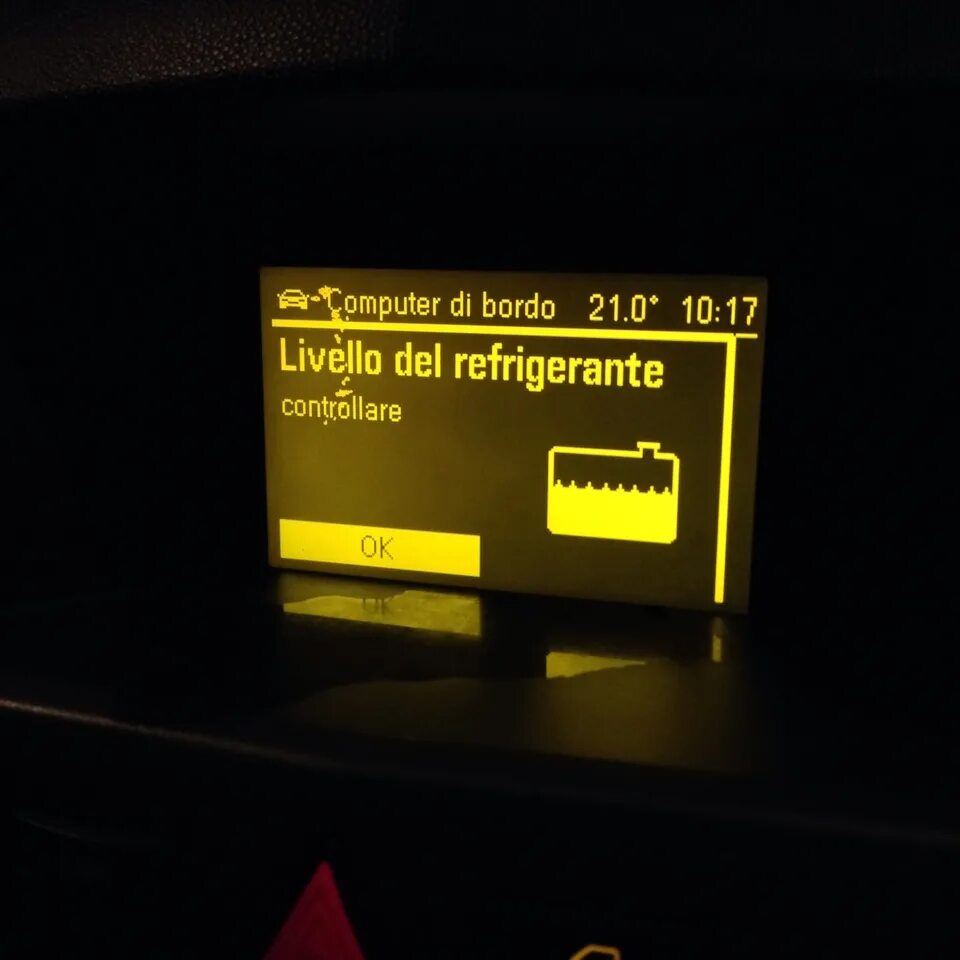 Computer di bordo 21.0° 10:17
Livello del refrigerante
controllare
OK